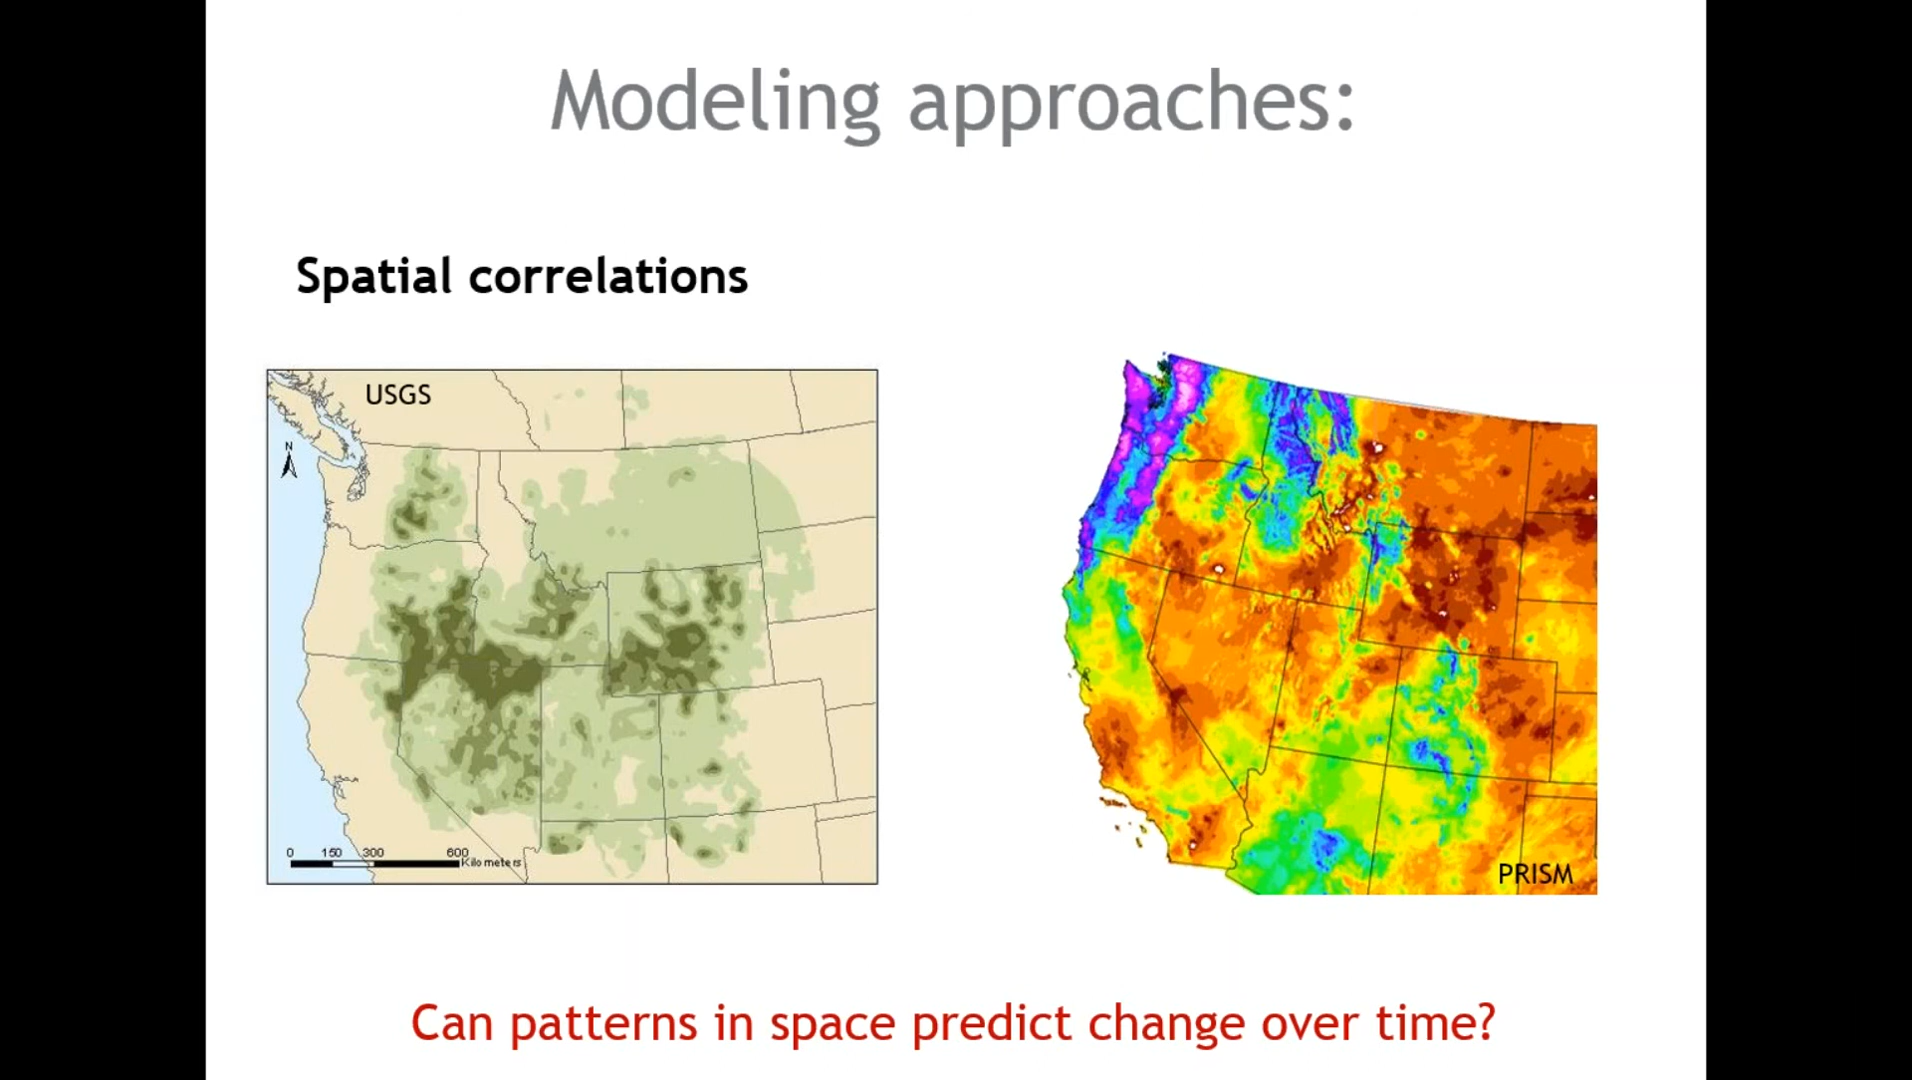 Modeling approaches:
Spatial correlations
USGS
N
0 150 300 600
Kilometers
PRISM
Can patterns in space predict change over time?